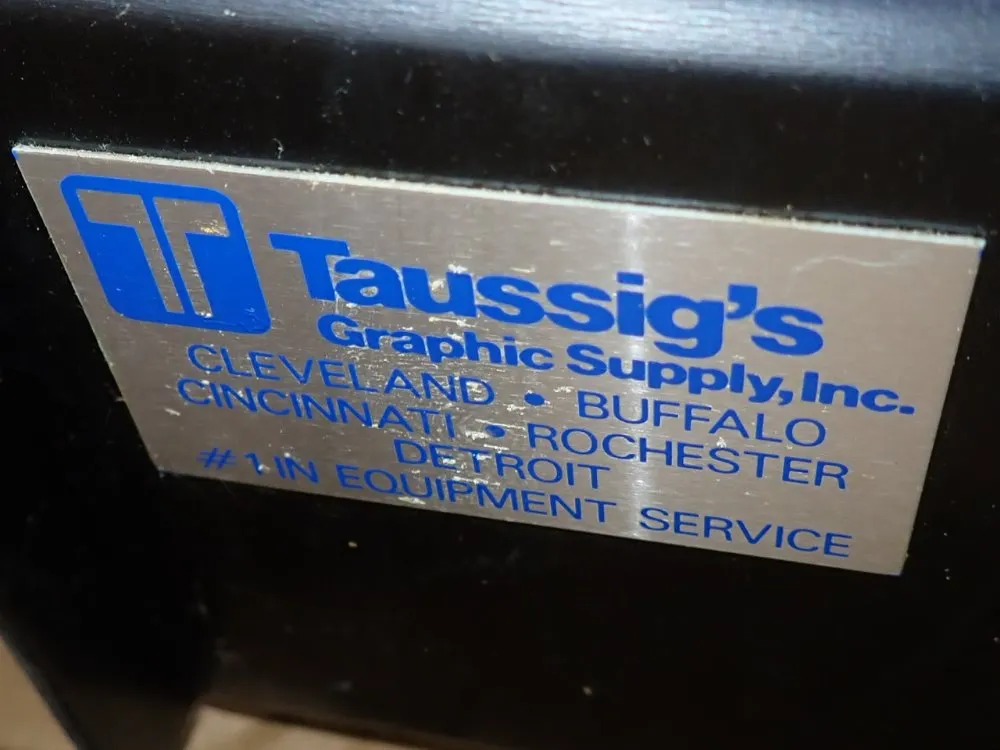 T
Taussig's
Graphic Supply, Inc.
CLEVELAND • BUFFALO
CINCINNATI • ROCHESTER
DETROIT
#1 IN EQUIPMENT SERVICE